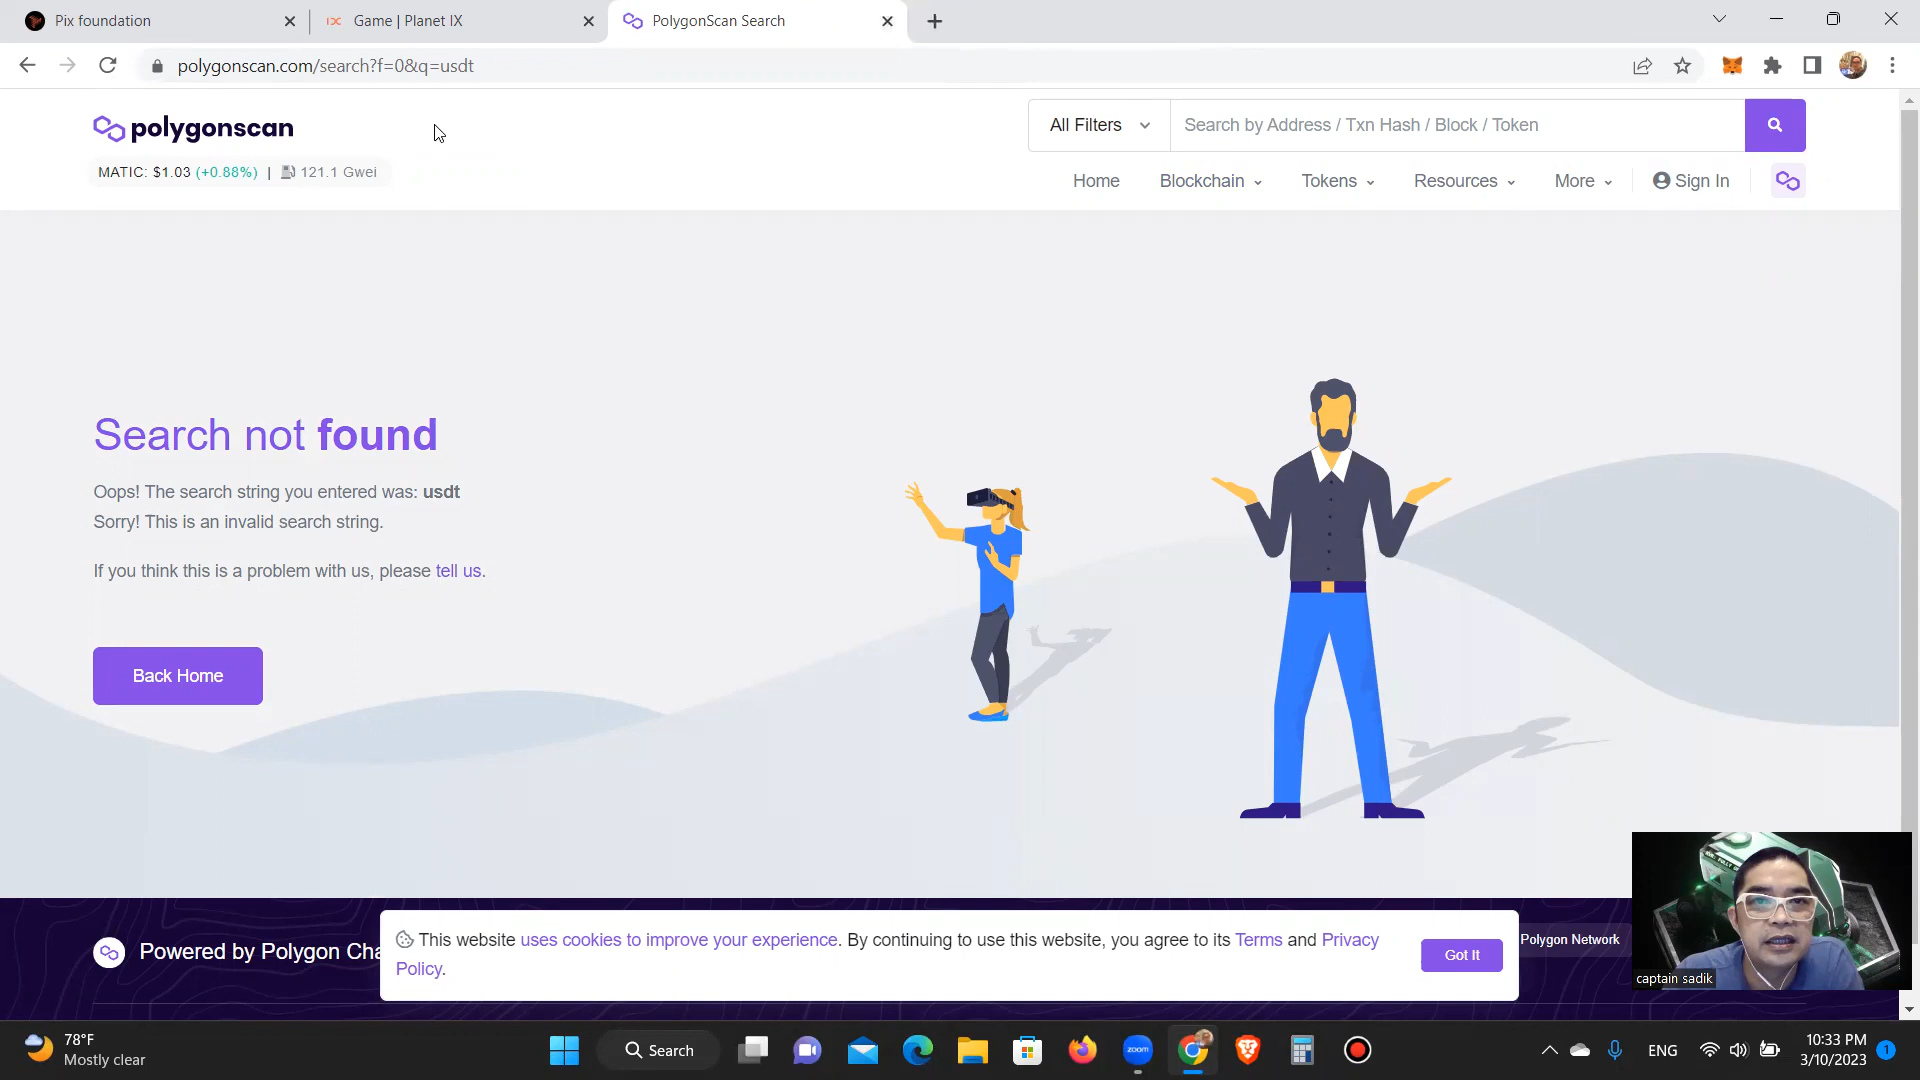 Pix foundation
Game | Planet IX
PolygonScan Search
polygonscan.com/search?f=0&q=usdt
polygonscan
All Filters
Search by Address / Txn Hash / Block / Token
MATIC: $1.03 (+0.88%) | 121.1 Gwei
Home
Blockchain
Tokens
Resources
More
Sign In
Search not found
Oops! The search string you entered was: usdt
Sorry! This is an invalid search string.
If you think this is a problem with us, please tell us.
Back Home
Powered by Polygon Cha
This website uses cookies to improve your experience. By continuing to use this website, you agree to its Terms and Privacy
Policy.
Got It
Polygon Network
captain sadik
78°F
Mostly clear
Search
zoom
ENG
10:33 PM
3/10/2023
1